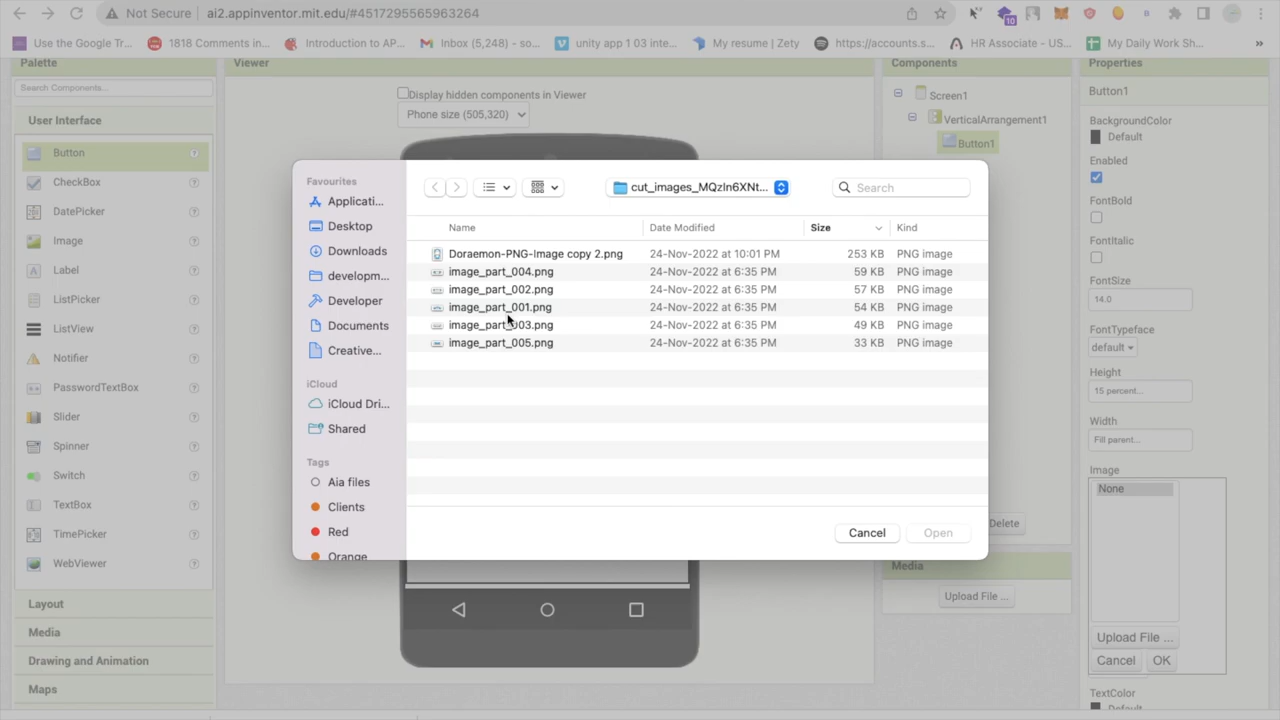 Not Secure | ai2.appinventor.mit.edu/#4517295565963264
10
Use the Google Tr...
1818 Comments in...
Introduction to AP...
Inbox (5,248) - so...
unity app 1 03 inte...
My resume | Zety
https://accounts.s...
HR Associate - US...
My Daily Work Sh...
»
Palette
Viewer
Components
Properties
Search Components...
Display hidden components in Viewer
Phone size (505,320)
User Interface
Button ?
CheckBox ?
DatePicker ?
Image ?
Label ?
ListPicker ?
ListView ?
Notifier ?
PasswordTextBox ?
Slider ?
Spinner ?
Switch ?
TextBox ?
TimePicker ?
WebViewer ?
Layout
Media
Drawing and Animation
Maps
Favourites
Applicati...
Desktop
Downloads
developm...
Developer
Documents
Creative...
iCloud
iCloud Dri...
Shared
Tags
Aia files
Clients
Red
Orange
cut_images_MQzln6XNt...
Search
Name Date Modified Size Kind
Doraemon-PNG-Image copy 2.png 24-Nov-2022 at 10:01 PM 253 KB PNG image
image_part_004.png 24-Nov-2022 at 6:35 PM 59 KB PNG image
image_part_002.png 24-Nov-2022 at 6:35 PM 57 KB PNG image
image_part_001.png 24-Nov-2022 at 6:35 PM 54 KB PNG image
image_part_003.png 24-Nov-2022 at 6:35 PM 49 KB PNG image
image_part_005.png 24-Nov-2022 at 6:35 PM 33 KB PNG image
Cancel Open
Screen1
VerticalArrangement1
Button1
Delete
Media
Upload File ...
Button1
BackgroundColor
Default
Enabled
FontBold
FontItalic
FontSize
14.0
FontTypeface
default
Height
15 percent...
Width
Fill parent...
Image
None
Upload File ...
Cancel OK
TextColor
Default